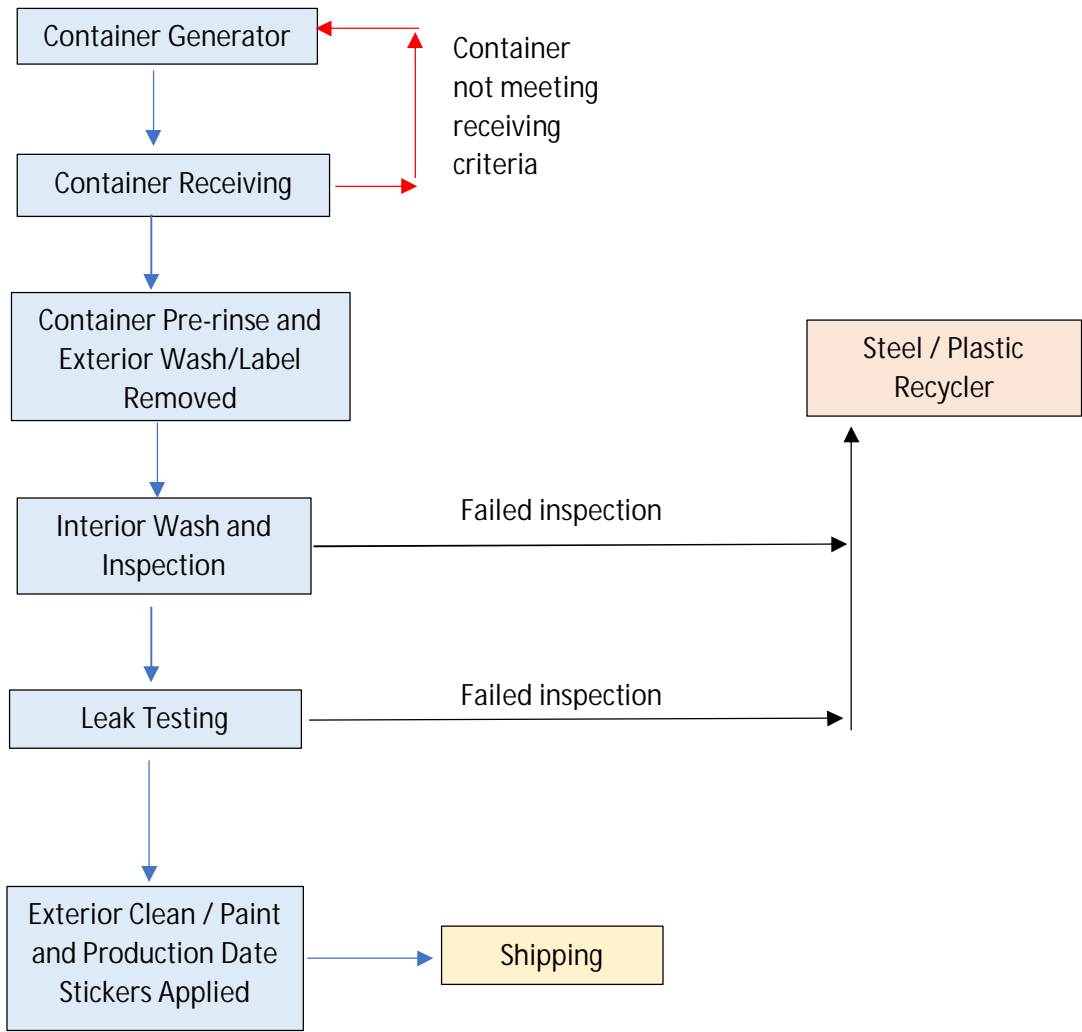 Container Generator
Container
not meeting
receiving
criteria
Container Receiving
Container Pre-rinse and
Exterior Wash/Label
Removed
Steel / Plastic
Recycler
Interior Wash and
Inspection
Failed inspection
Leak Testing
Failed inspection
Exterior Clean / Paint
and Production Date
Stickers Applied
Shipping